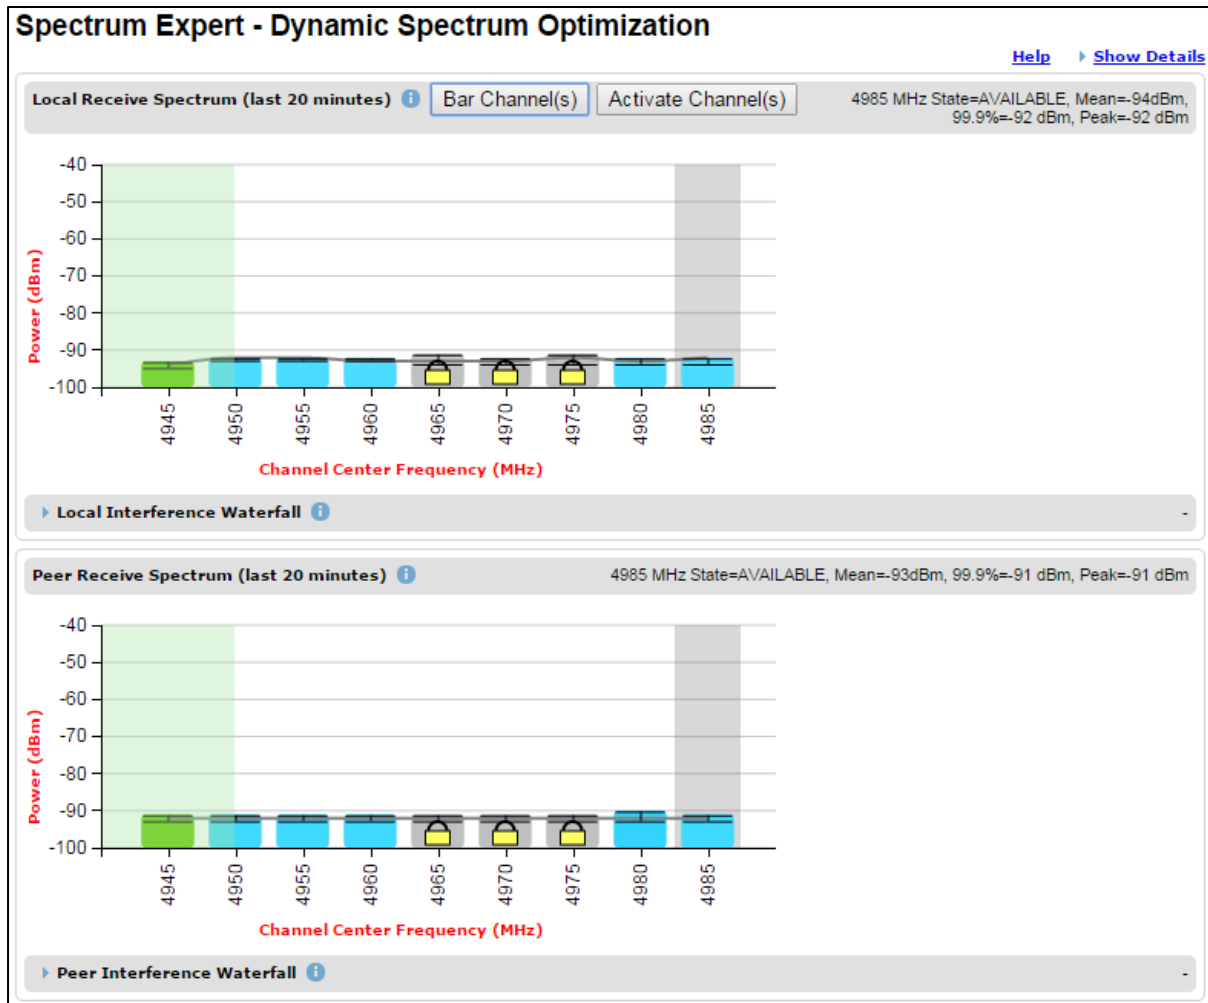 Spectrum Expert - Dynamic Spectrum Optimization
Help Show Details
Local Receive Spectrum (last 20 minutes) i Bar Channel(s) Activate Channel(s) 4985 MHz State=AVAILABLE, Mean=-94dBm,
99.9%=-92 dBm, Peak=-92 dBm
-40
-50
-60
-70
-80
-90
-100
Power (dBm)
4945 4950 4955 4960 4965 4970 4975 4980 4985
Channel Center Frequency (MHz)
Local Interference Waterfall i -
Peer Receive Spectrum (last 20 minutes) i 4985 MHz State=AVAILABLE, Mean=-93dBm, 99.9%=-91 dBm, Peak=-91 dBm
-40
-50
-60
-70
-80
-90
-100
Power (dBm)
4945 4950 4955 4960 4965 4970 4975 4980 4985
Channel Center Frequency (MHz)
Peer Interference Waterfall i -